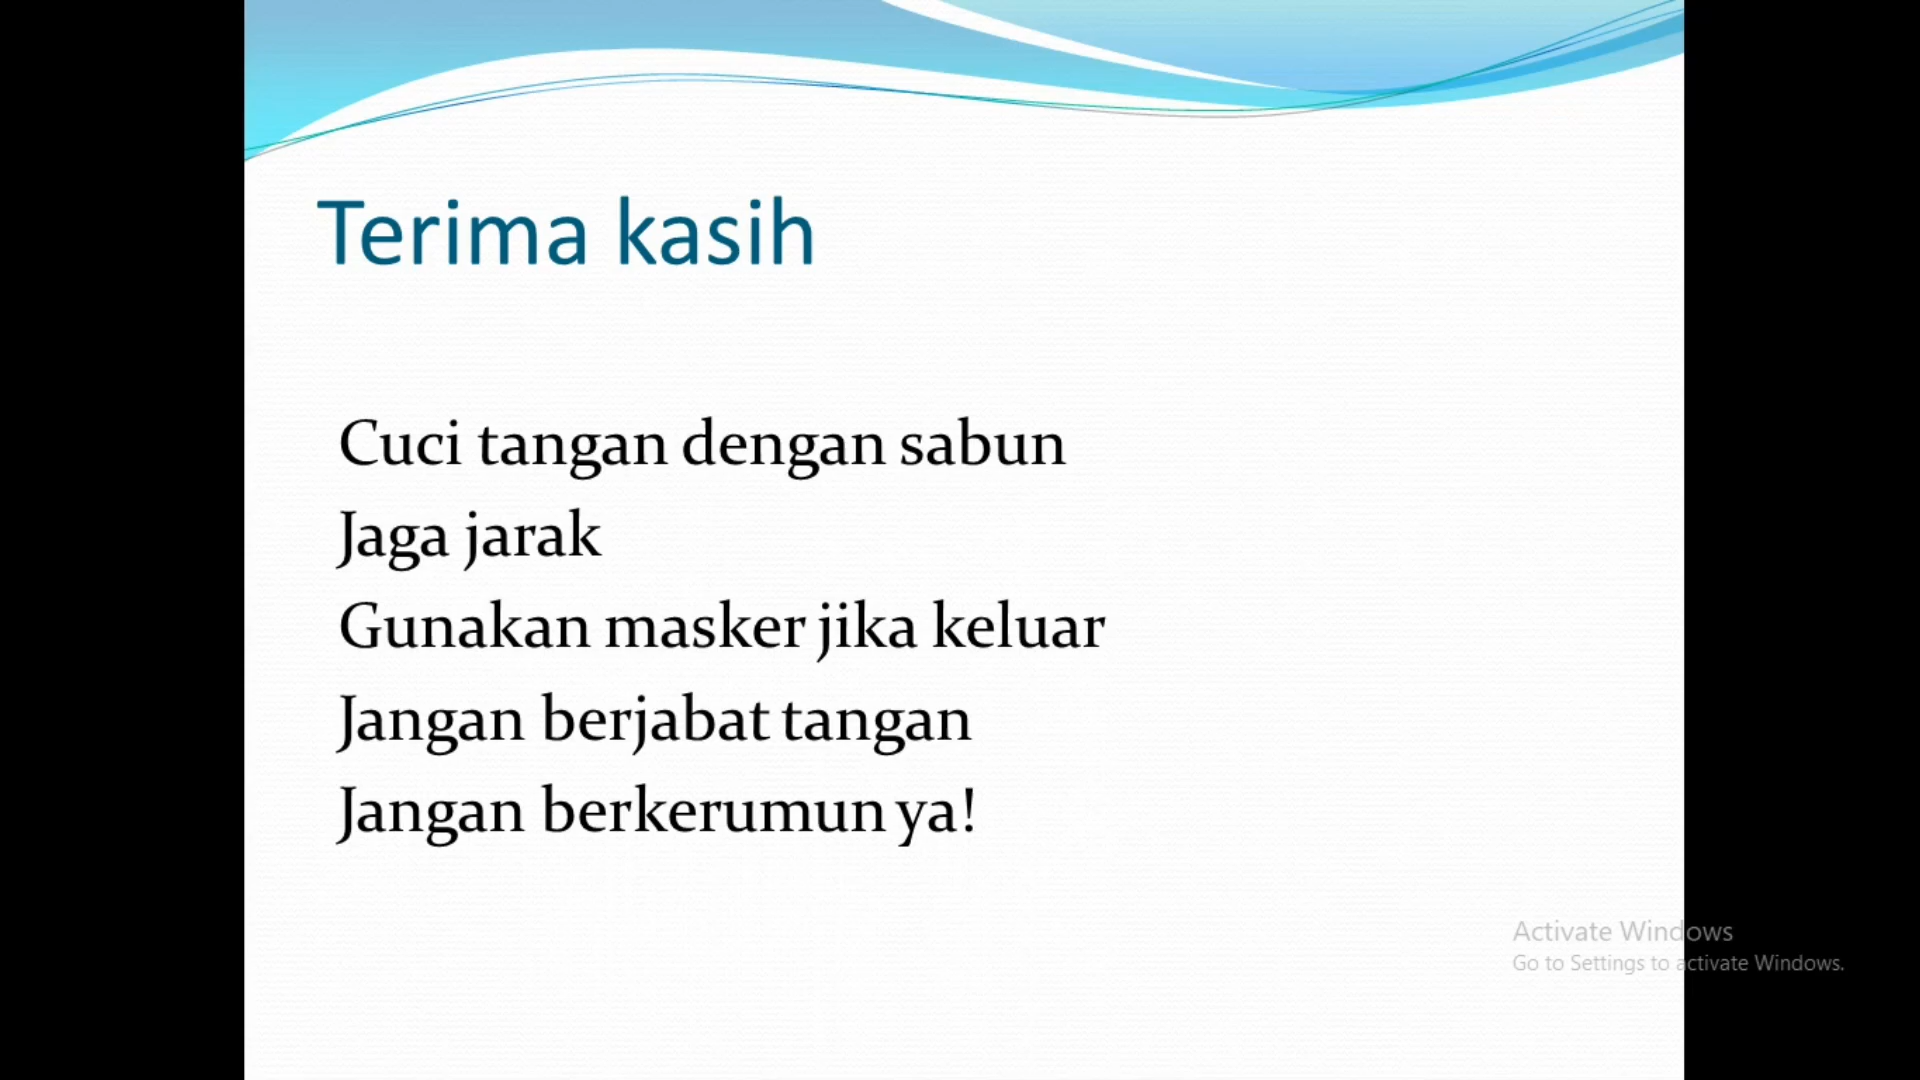 Terima kasih
Cuci tangan dengan sabun
Jaga jarak
Gunakan masker jika keluar
Jangan berjabat tangan
Jangan berkerumun ya!
Activate Windows
Go to Settings to activate Windows.